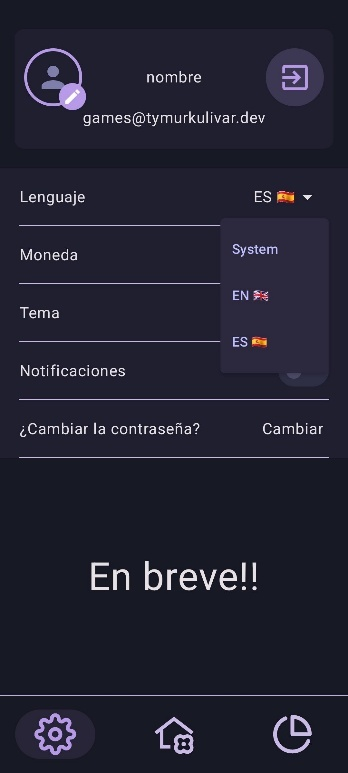 nombre
games@tymurkulivar.dev
Lenguaje ES 🇪🇸
System
Moneda
EN 🇬🇧
Tema
ES 🇪🇸
Notificaciones
¿Cambiar la contraseña? Cambiar
En breve!!